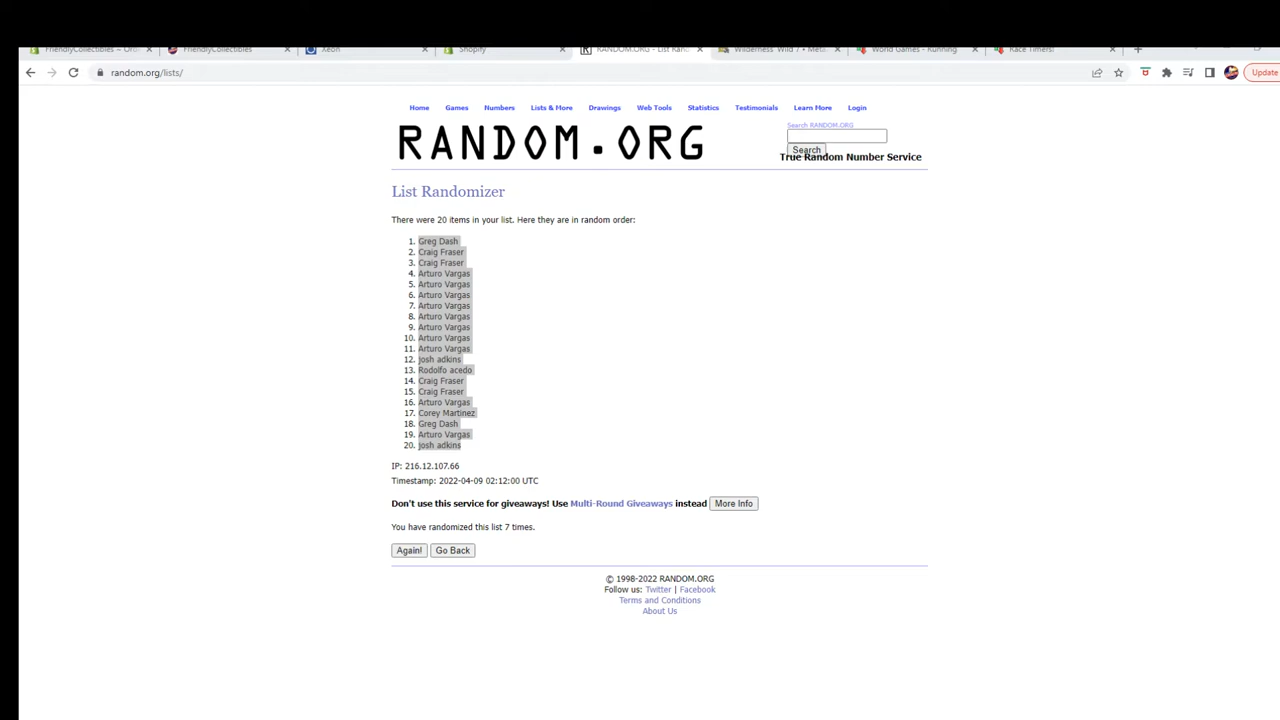 FriendlyCollectibles – Ord
FriendlyCollectibles
Xeon
Shopify
RANDOM.ORG - List Ran
Wilderness Wild 7 • Met
World Games - Running
Race Timers!
random.org/lists/
Update
Home Games Numbers Lists & More Drawings Web Tools Statistics Testimonials Learn More Login
RANDOM.ORG
Search RANDOM.ORG
Search
True Random Number Service
List Randomizer
There were 20 items in your list. Here they are in random order:
1. Greg Dash
2. Craig Fraser
3. Craig Fraser
4. Arturo Vargas
5. Arturo Vargas
6. Arturo Vargas
7. Arturo Vargas
8. Arturo Vargas
9. Arturo Vargas
10. Arturo Vargas
11. Arturo Vargas
12. josh adkins
13. Rodolfo acedo
14. Craig Fraser
15. Craig Fraser
16. Arturo Vargas
17. Corey Martinez
18. Greg Dash
19. Arturo Vargas
20. josh adkins
IP: 216.12.107.66
Timestamp: 2022-04-09 02:12:00 UTC
Don't use this service for giveaways! Use Multi-Round Giveaways instead More Info
You have randomized this list 7 times.
Again! Go Back
© 1998-2022 RANDOM.ORG
Follow us: Twitter | Facebook
Terms and Conditions
About Us